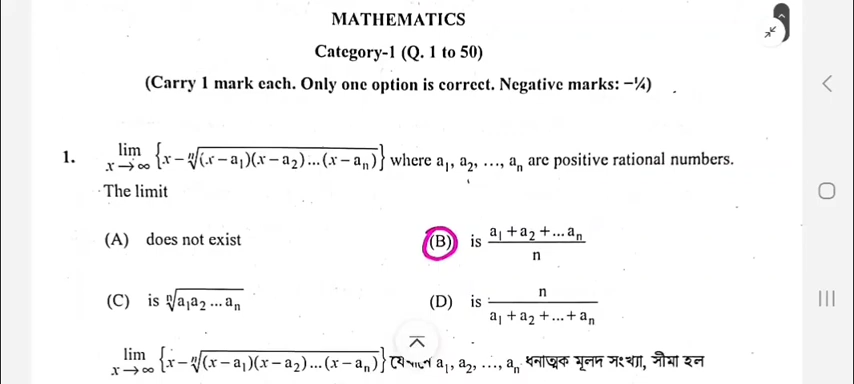 MATHEMATICS
Category-1 (Q. 1 to 50)
(Carry 1 mark each. Only one option is correct. Negative marks: –¼)
1. lim x→∞ {x – ⁿ√(x – a₁)(x – a₂)...(x – aₙ)} where a₁, a₂, ..., aₙ are positive rational numbers.
The limit
(A) does not exist (B) is a₁ + a₂ + ... aₙ / n
(C) is ⁿ√a₁a₂ ... aₙ (D) is n / a₁ + a₂ + ... + aₙ
lim x→∞ {x – ⁿ√(x – a₁)(x – a₂)...(x – aₙ)} যেখানে a₁, a₂, ..., aₙ ধনাত্মক মূলদ সংখ্যা, সীমা হল